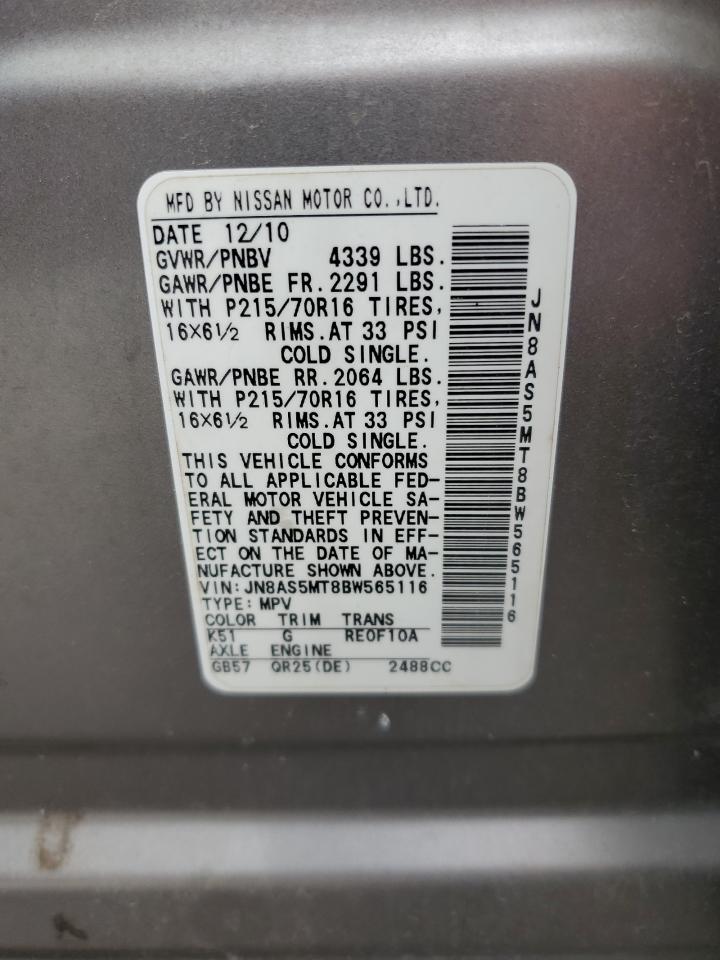 MFD BY NISSAN MOTOR CO.,LTD.
DATE 12/10
GVWR/PNBV 4339 LBS.
GAWR/PNBE FR.2291 LBS.
WITH P215/70R16 TIRES,
16X6½ RIMS.AT 33 PSI
COLD SINGLE.
GAWR/PNBE RR.2064 LBS.
WITH P215/70R16 TIRES,
16X6½ RIMS.AT 33 PSI
COLD SINGLE.
THIS VEHICLE CONFORMS
TO ALL APPLICABLE FED-
ERAL MOTOR VEHICLE SA-
FETY AND THEFT PREVEN-
TION STANDARDS IN EFF-
ECT ON THE DATE OF MA-
NUFACTURE SHOWN ABOVE.
VIN:JN8AS5MT8BW565116
TYPE:MPV
COLOR TRIM TRANS
K51 G RE0F10A
AXLE ENGINE
GB57 QR25(DE) 2488CC
JN8AS5MT8BW565116